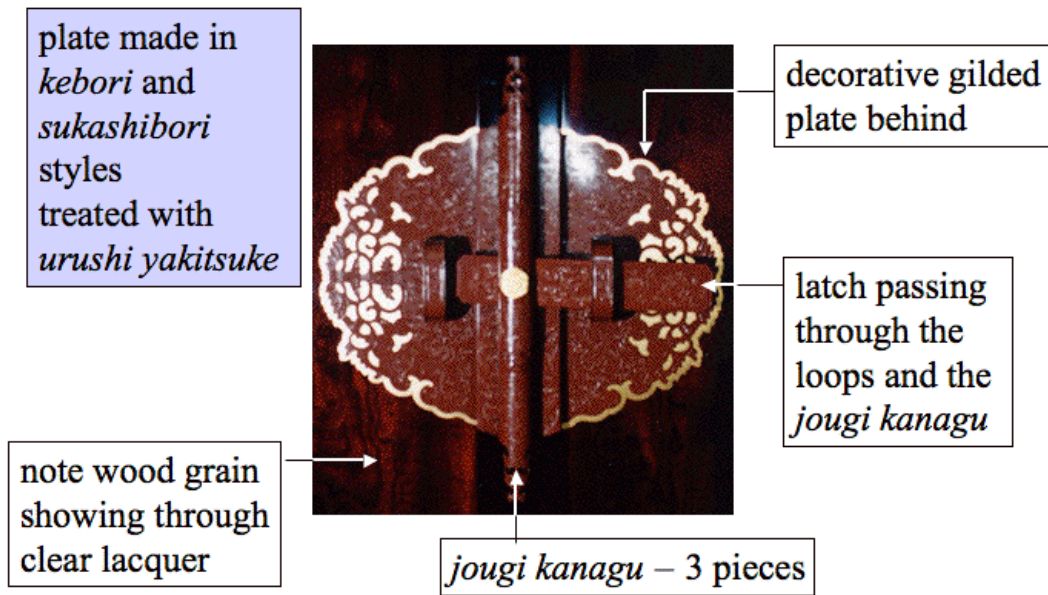 plate made in
kebori and
sukashibori
styles
treated with
urushi yakitsuke
decorative gilded
plate behind
latch passing
through the
loops and the
jougi kanagu
note wood grain
showing through
clear lacquer
jougi kanagu – 3 pieces